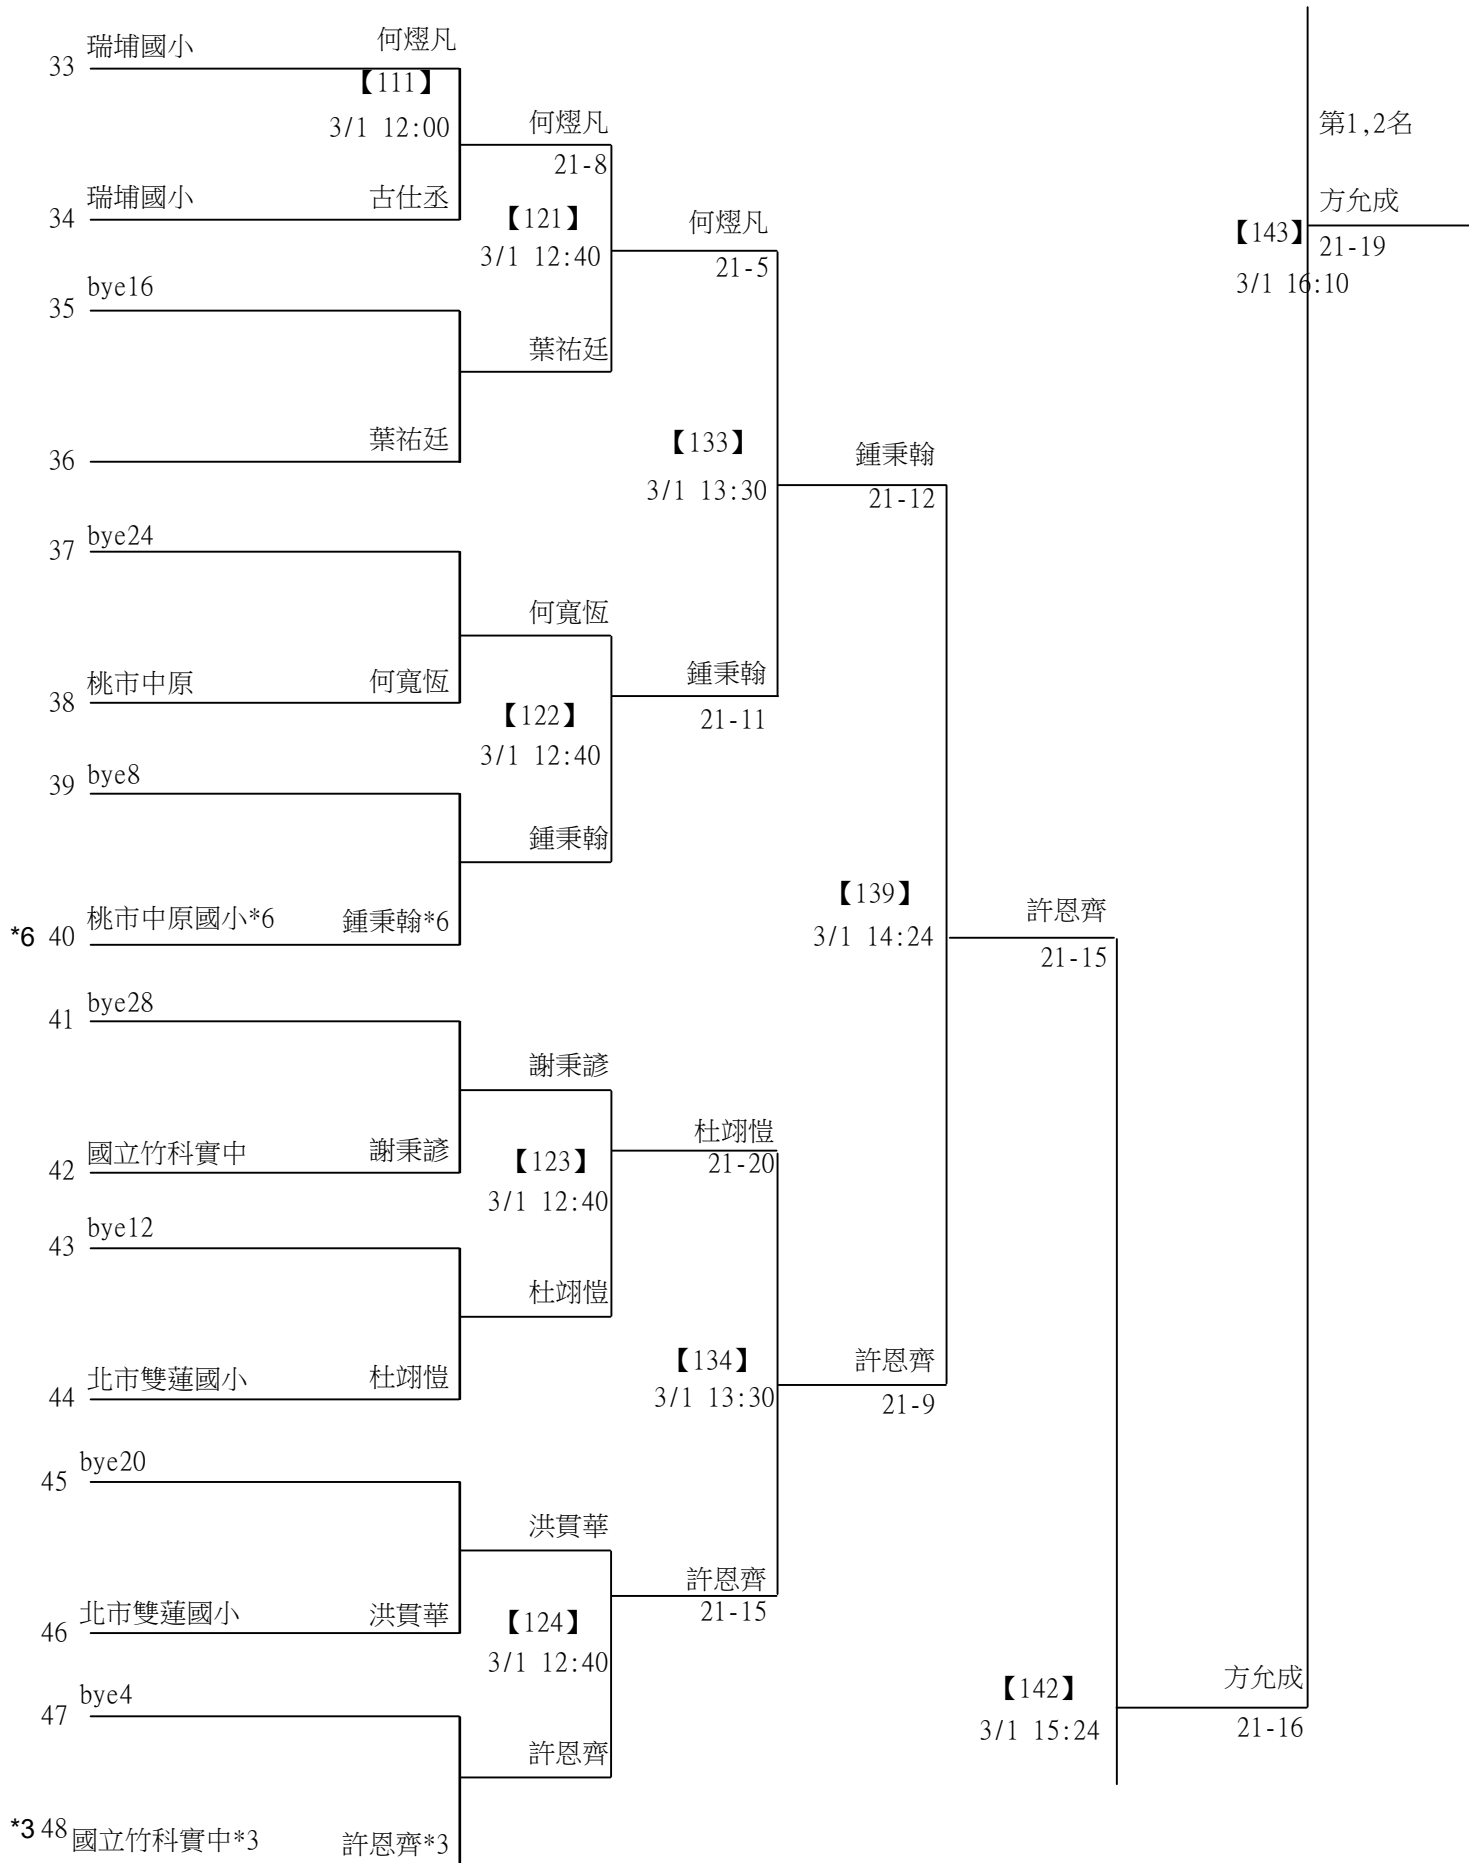 瑞埔國小 何熤凡
33
【111】
3/1 12:00 何熤凡
21-8
瑞埔國小 古仕丞
34
【121】 何熤凡
3/1 12:40 21-5
bye16
35
葉祐廷
葉祐廷
36
【133】 鍾秉翰
3/1 13:30 21-12
bye24
37
何寬恆
桃市中原 何寬恆 鍾秉翰
38
【122】 21-11
3/1 12:40
bye8
39
鍾秉翰
桃市中原國小*6 鍾秉翰*6
*6 40
【139】 許恩齊
3/1 14:24 21-15
bye28
41
謝秉諺
杜翊愷
國立竹科實中 謝秉諺
42
【123】 21-20
3/1 12:40
bye12
43
杜翊愷
北市雙蓮國小 杜翊愷
44
【134】 許恩齊
3/1 13:30 21-9
bye20
45
洪貫華
許恩齊
北市雙蓮國小 洪貫華
46
【124】 21-15
3/1 12:40
bye4
47
許恩齊
*3 48 國立竹科實中*3 許恩齊*3
【142】 方允成
3/1 15:24 21-16
第1,2名
【143】 方允成
21-19
3/1 16:10